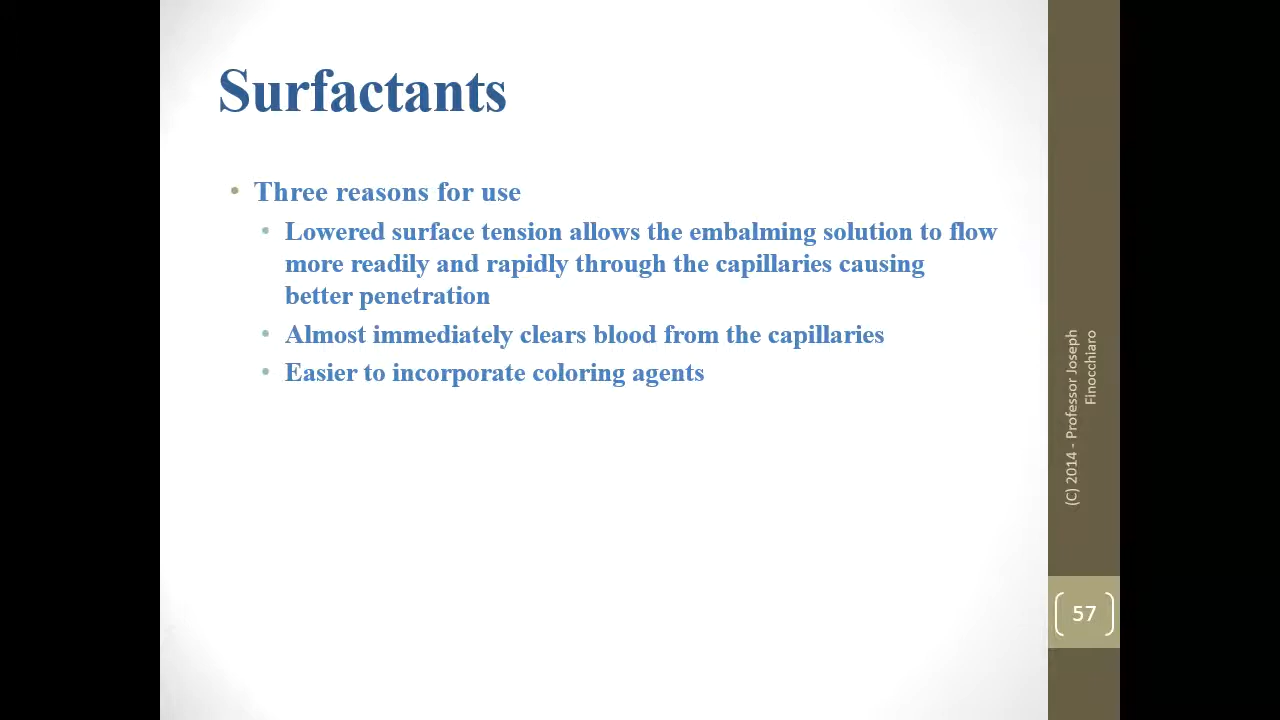 Surfactants
• Three reasons for use
• Lowered surface tension allows the embalming solution to flow
more readily and rapidly through the capillaries causing
better penetration
• Almost immediately clears blood from the capillaries
• Easier to incorporate coloring agents
(C) 2014 - Professor Joseph
Finocchiaro
57